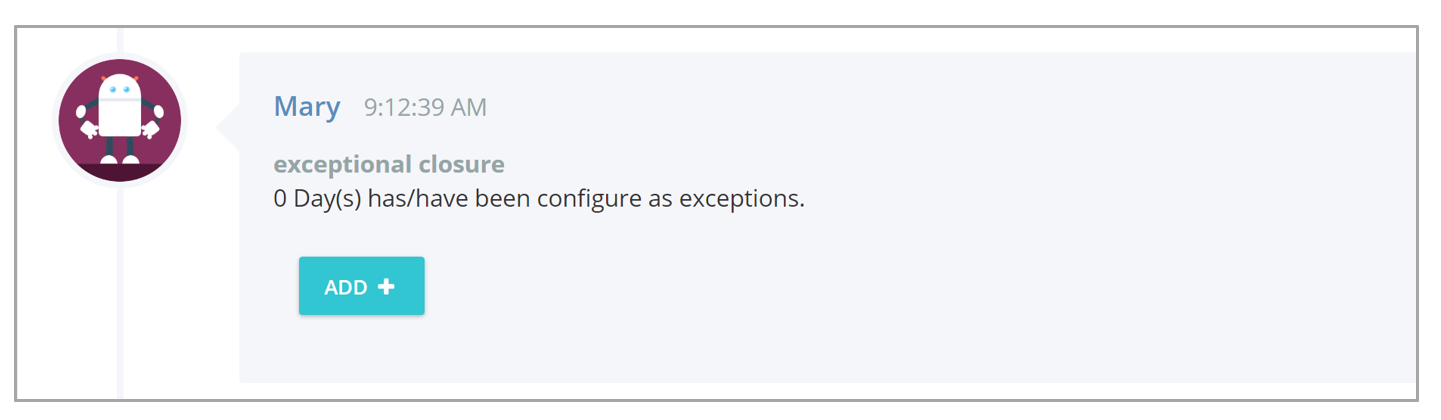 Mary 9:12:39 AM
exceptional closure
0 Day(s) has/have been configure as exceptions.
ADD